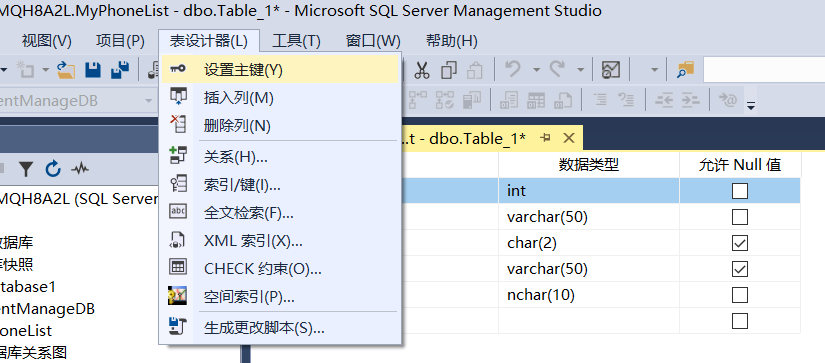 MQH8A2L.MyPhoneList - dbo.Table_1* - Microsoft SQL Server Management Studio
视图(V) 项目(P) 表设计器(L) 工具(T) 窗口(W) 帮助(H)
设置主键(Y)
entManageDB 插入列(M)
删除列(N) ..t - dbo.Table_1*
关系(H)... 数据类型 允许 Null 值
索引/键(I)... int
MQH8A2L (SQL Server
全文检索(F)... varchar(50)
数据库 XML 索引(X)... char(2)
库快照 CHECK 约束(O)... varchar(50)
tabase1 空间索引(P)... nchar(10)
entManageDB
oneList 生成更改脚本(S)...
据库关系图